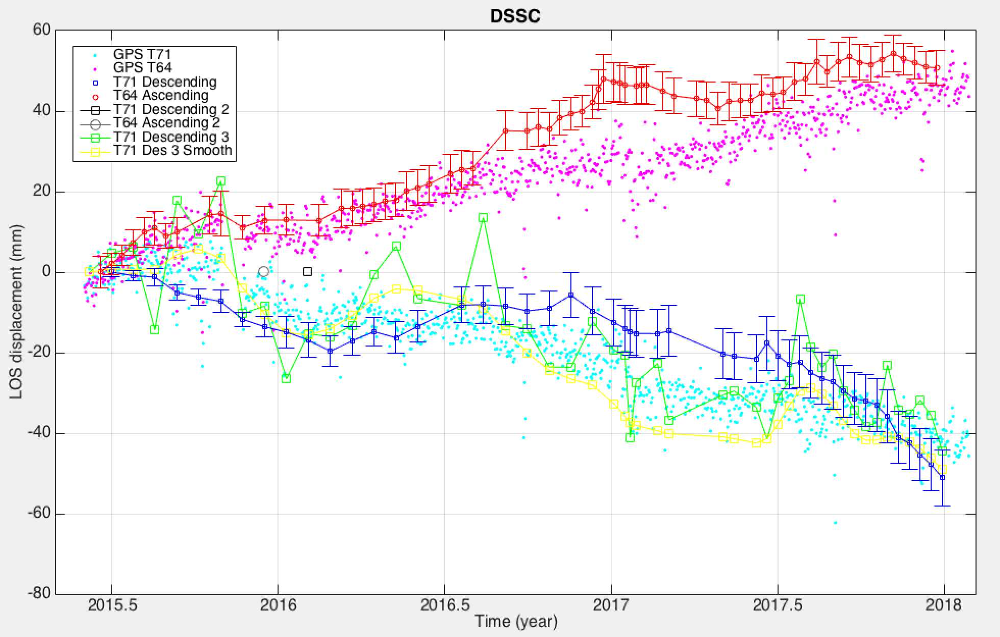 DSSC
60
40
20
0
-20
-40
-60
-80
LOS displacement (mm)
GPS T71
GPS T64
T71 Descending
T64 Ascending
T71 Descending 2
T64 Ascending 2
T71 Descending 3
T71 Des 3 Smooth
2015.5 2016 2016.5 2017 2017.5 2018
Time (year)